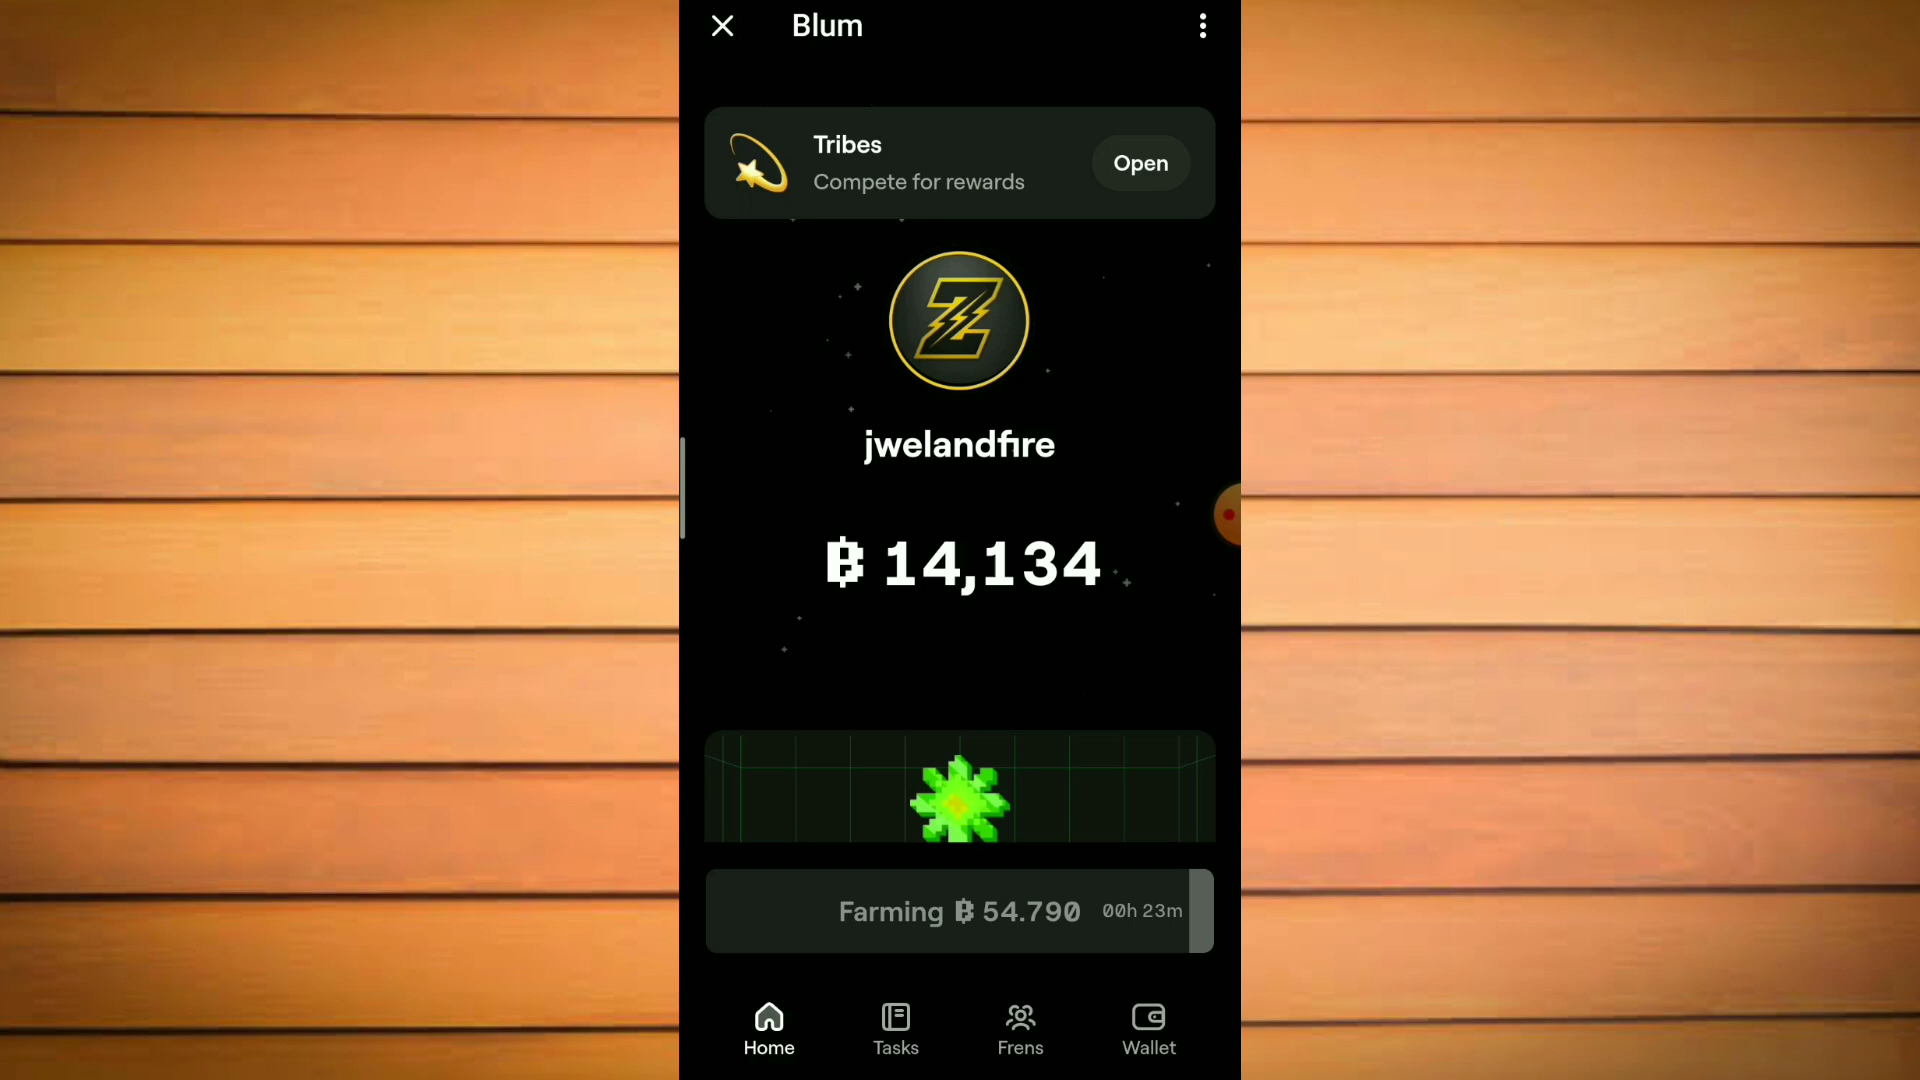 Blum
Tribes
Compete for rewards
Open
Z
jwelandfire
14,134
Farming 54.790 00h 23m
Home Tasks Frens Wallet